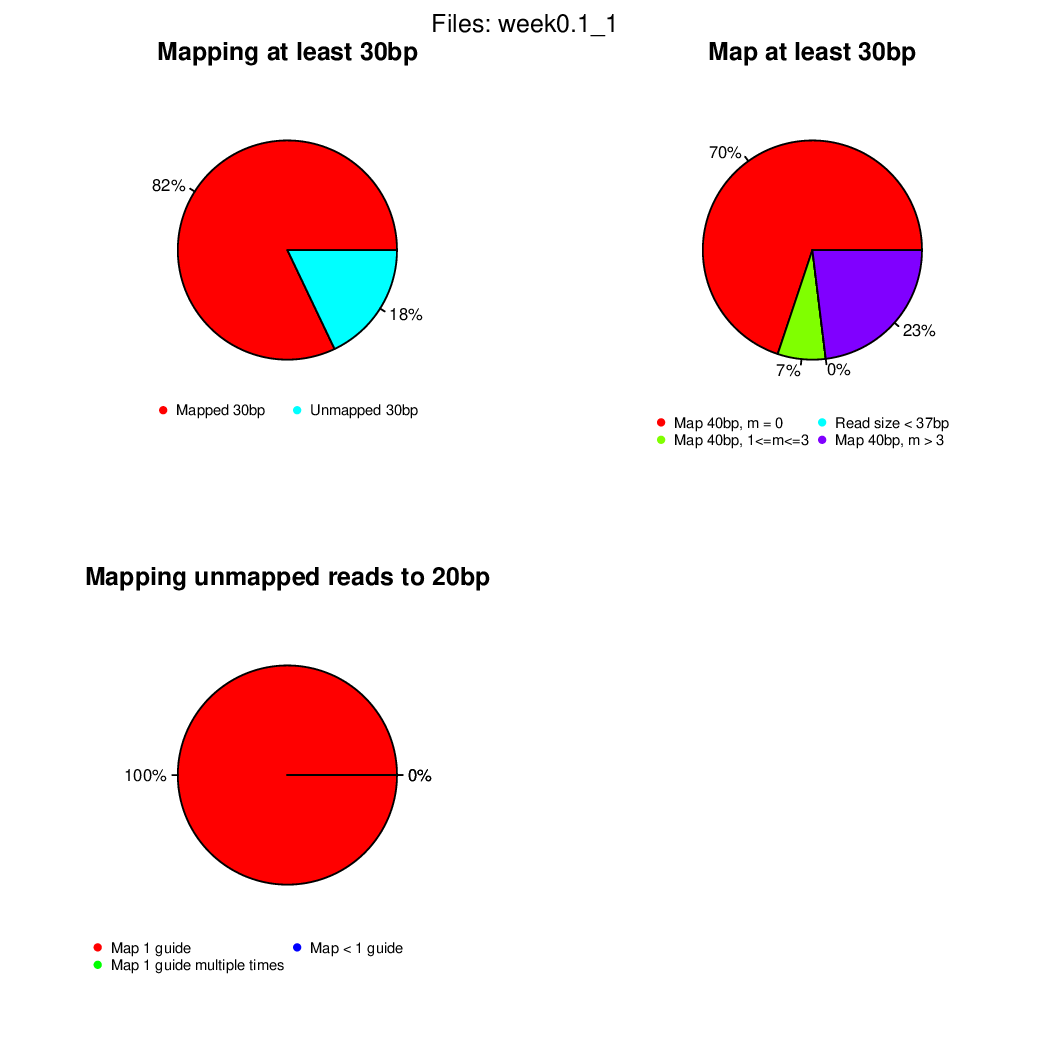 Files: week0.1_1
Mapping at least 30bp
82%
18%
Mapped 30bp
Unmapped 30bp
Map at least 30bp
70%
23%
7%
0%
Map 40bp, m = 0
Read size < 37bp
Map 40bp, 1<=m<=3
Map 40bp, m > 3
Mapping unmapped reads to 20bp
100%
0%
Map 1 guide
Map < 1 guide
Map 1 guide multiple times